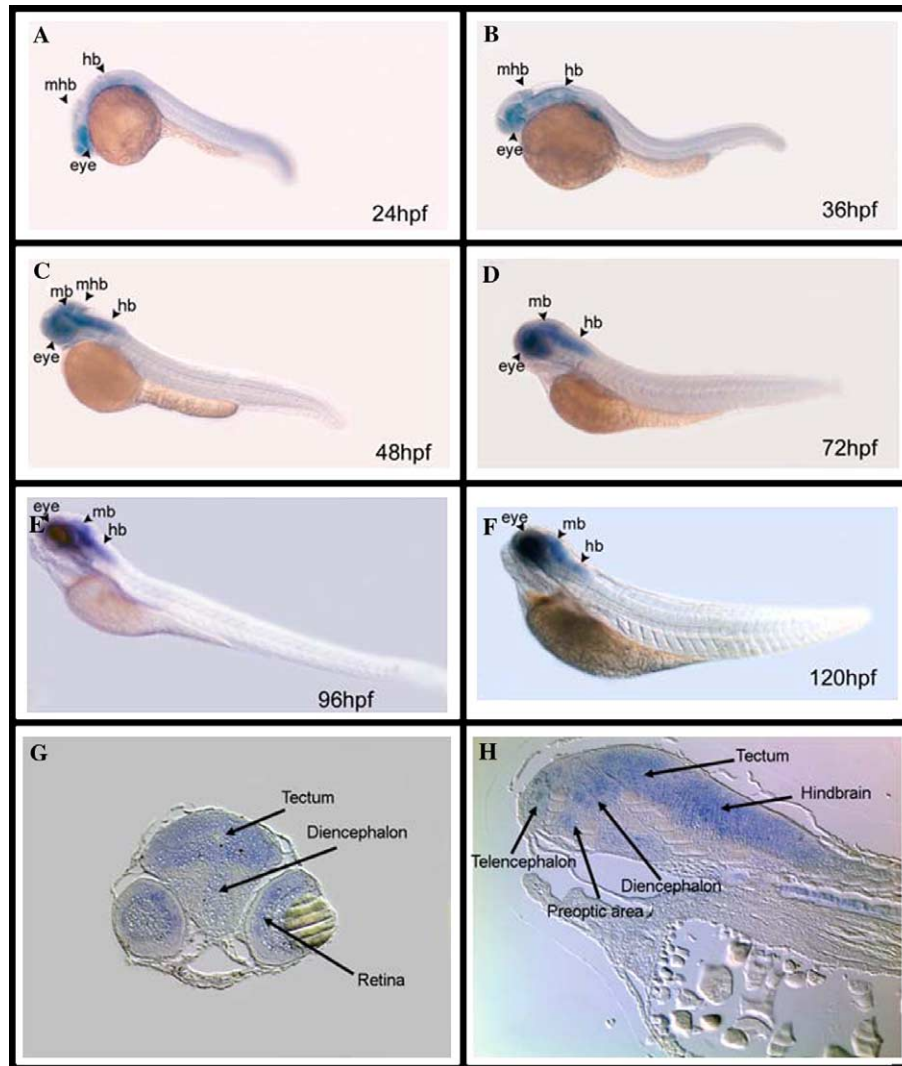 A
hb
mhb
eye
24hpf
B
mhb
hb
eye
36hpf
C
mb
mhb
hb
eye
48hpf
D
mb
hb
eye
72hpf
E
eye
mb
hb
96hpf
F
eye
mb
hb
120hpf
G
Tectum
Diencephalon
Retina
H
Tectum
Hindbrain
Telencephalon
Diencephalon
Preoptic area